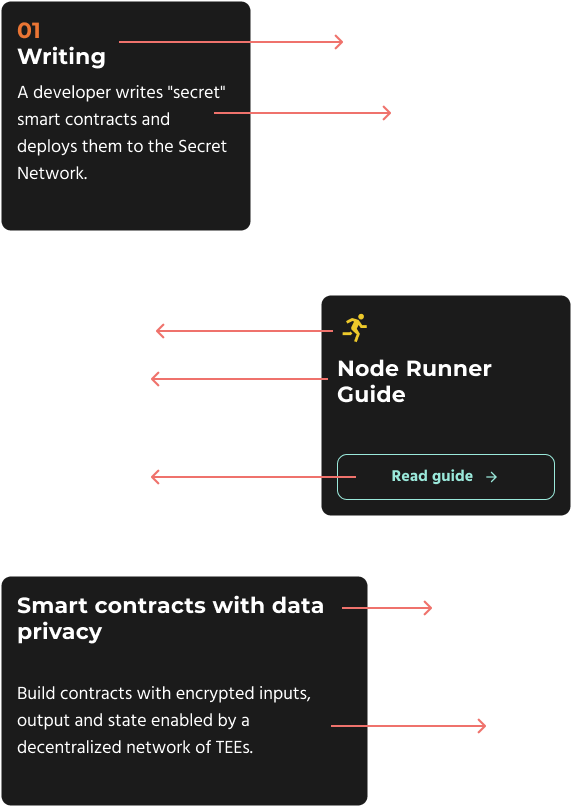 01
Writing
A developer writes "secret"
smart contracts and
deploys them to the Secret
Network.
Node Runner
Guide
Read guide
Smart contracts with data
privacy
Build contracts with encrypted inputs,
output and state enabled by a
decentralized network of TEEs.